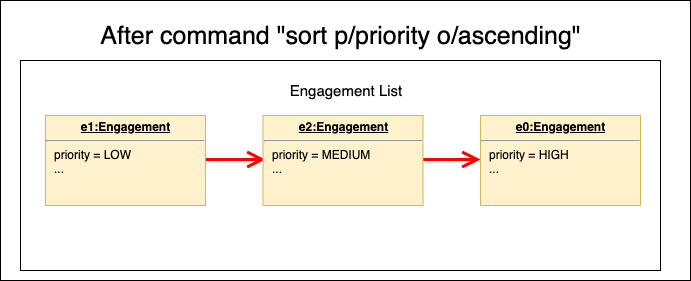 After command "sort p/priority o/ascending"
Engagement List
e1:Engagement
priority = LOW
...
e2:Engagement
priority = MEDIUM
...
e0:Engagement
priority = HIGH
...